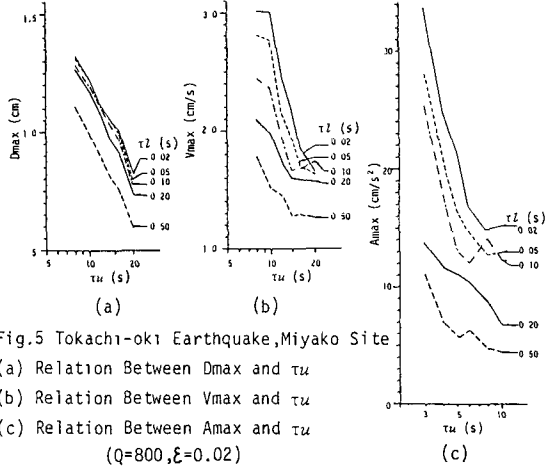 1.5
1.0
5
Dmax (cm)
5
10
20
τu (s)
(a)
3.0
2.0
1.0
Vmax (cm/s)
τl (s)
0 02
0 05
0 10
0 20
0 50
5
10
20
τu (s)
(b)
τl (s)
0 02
0 05
0 10
0 20
0 50
30
20
10
0
Amax (cm/s²)
3
5
10
τu (s)
(c)
Fig.5 Tokachi-oki Earthquake,Miyako Site
(a) Relation Between Dmax and τu
(b) Relation Between Vmax and τu
(c) Relation Between Amax and τu
(Q=800,ξ=0.02)
0 02
0 05
0 10
0 20
0 50